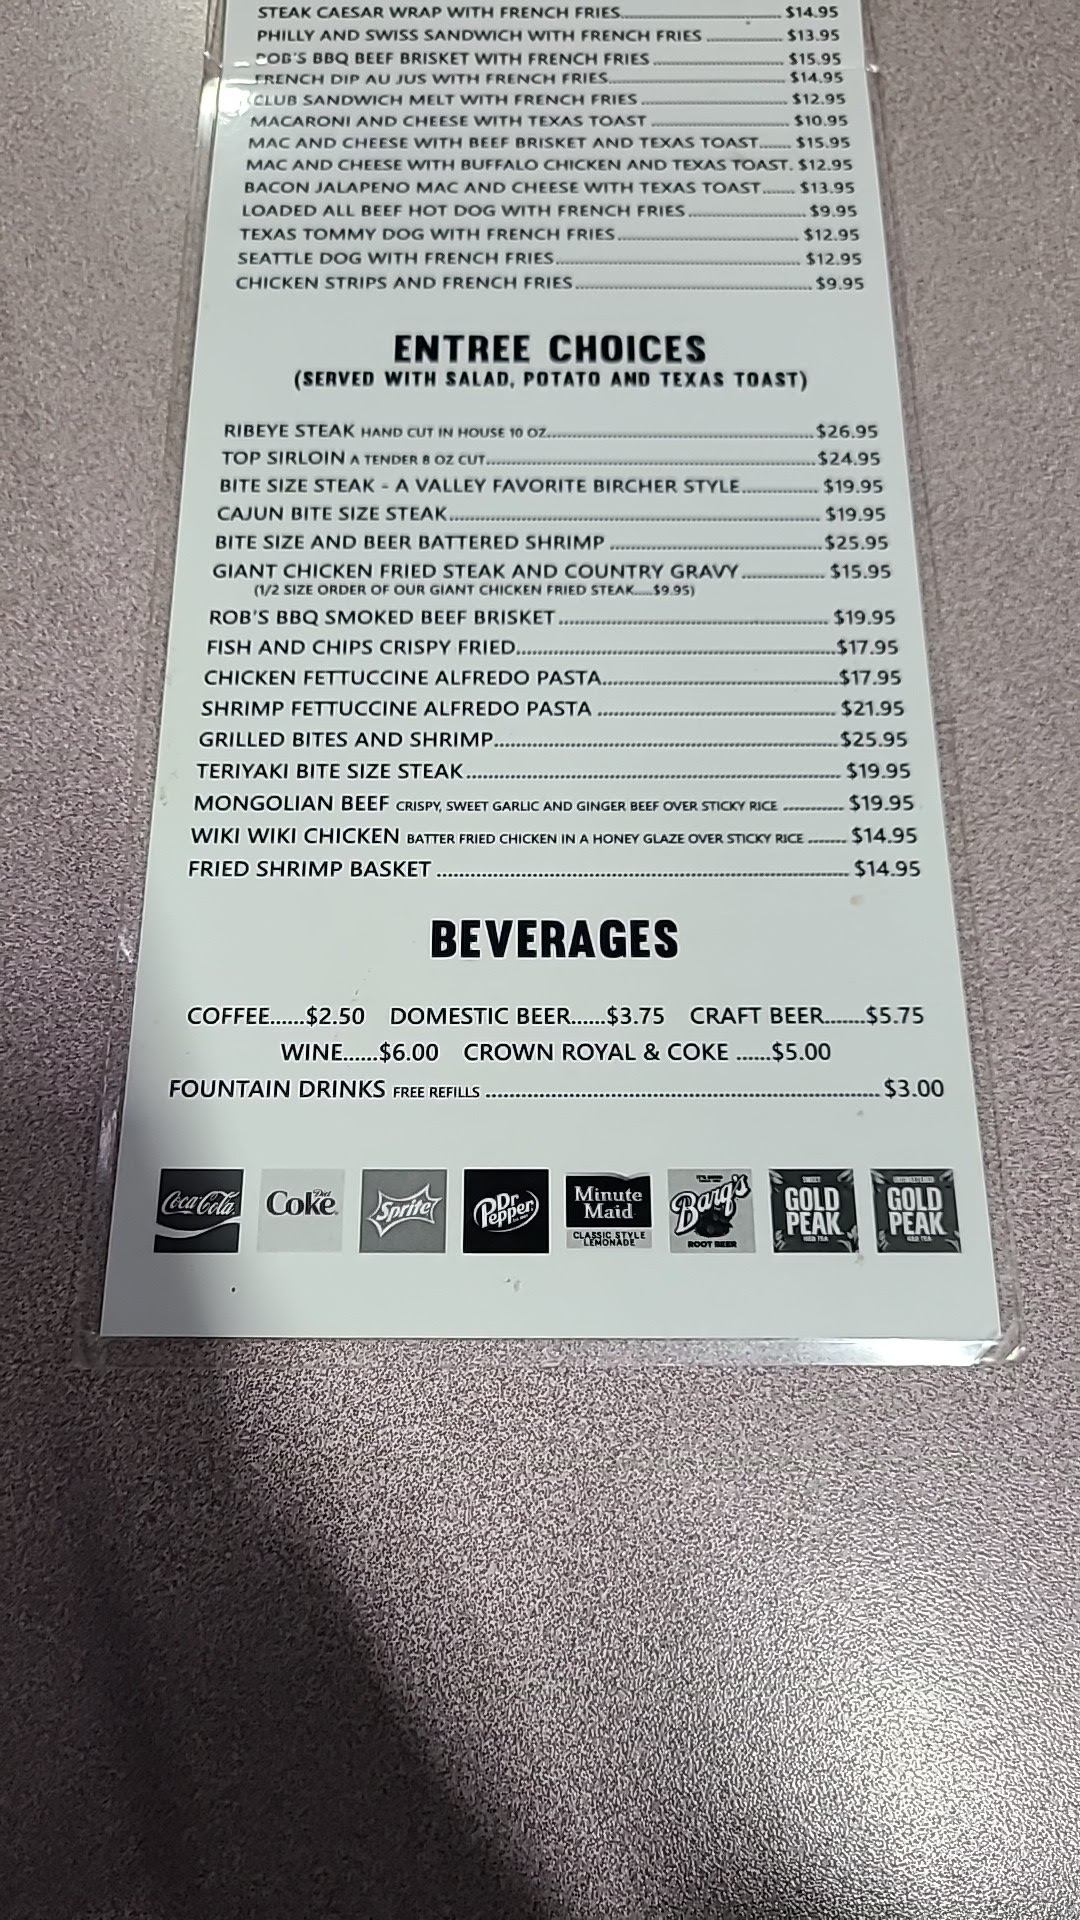 STEAK CAESAR WRAP WITH FRENCH FRIES..... $14.95
PHILLY AND SWISS SANDWICH WITH FRENCH FRIES ..... $13.95
ROB'S BBQ BEEF BRISKET WITH FRENCH FRIES ..... $15.95
FRENCH DIP AU JUS WITH FRENCH FRIES..... $14.95
CLUB SANDWICH MELT WITH FRENCH FRIES ..... $12.95
MACARONI AND CHEESE WITH TEXAS TOAST ..... $10.95
MAC AND CHEESE WITH BEEF BRISKET AND TEXAS TOAST..... $15.95
MAC AND CHEESE WITH BUFFALO CHICKEN AND TEXAS TOAST. $12.95
BACON JALAPENO MAC AND CHEESE WITH TEXAS TOAST..... $13.95
LOADED ALL BEEF HOT DOG WITH FRENCH FRIES..... $9.95
TEXAS TOMMY DOG WITH FRENCH FRIES..... $12.95
SEATTLE DOG WITH FRENCH FRIES..... $12.95
CHICKEN STRIPS AND FRENCH FRIES..... $9.95
ENTREE CHOICES
(SERVED WITH SALAD, POTATO AND TEXAS TOAST)
RIBEYE STEAK HAND CUT IN HOUSE 10 OZ..... $26.95
TOP SIRLOIN A TENDER 8 OZ CUT..... $24.95
BITE SIZE STEAK - A VALLEY FAVORITE BIRCHER STYLE..... $19.95
CAJUN BITE SIZE STEAK..... $19.95
BITE SIZE AND BEER BATTERED SHRIMP ..... $25.95
GIANT CHICKEN FRIED STEAK AND COUNTRY GRAVY..... $15.95
(1/2 SIZE ORDER OF OUR GIANT CHICKEN FRIED STEAK.....$9.95)
ROB'S BBQ SMOKED BEEF BRISKET ..... $19.95
FISH AND CHIPS CRISPY FRIED..... $17.95
CHICKEN FETTUCCINE ALFREDO PASTA..... $17.95
SHRIMP FETTUCCINE ALFREDO PASTA ..... $21.95
GRILLED BITES AND SHRIMP..... $25.95
TERIYAKI BITE SIZE STEAK..... $19.95
MONGOLIAN BEEF CRISPY, SWEET GARLIC AND GINGER BEEF OVER STICKY RICE ..... $19.95
WIKI WIKI CHICKEN BATTER FRIED CHICKEN IN A HONEY GLAZE OVER STICKY RICE ..... $14.95
FRIED SHRIMP BASKET ..... $14.95
BEVERAGES
COFFEE......$2.50 DOMESTIC BEER......$3.75 CRAFT BEER.......$5.75
WINE......$6.00 CROWN ROYAL & COKE ......$5.00
FOUNTAIN DRINKS FREE REFILLS ..... $3.00
Coca-Cola
Diet Coke
Sprite
Dr Pepper
Minute Maid CLASSIC STYLE LEMONADE
Barq's ROOT BEER
SWEET GOLD PEAK ICED TEA
UNSWEETENED GOLD PEAK ICED TEA